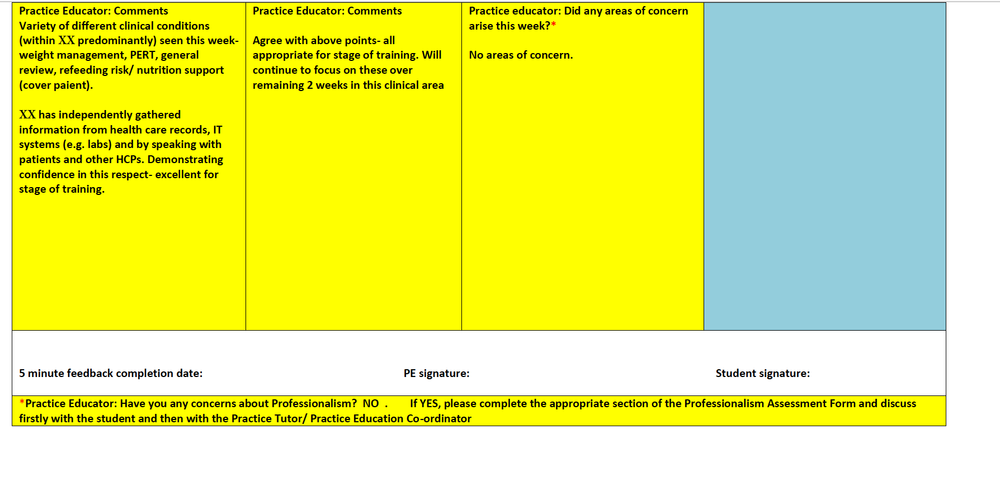 Practice Educator: Comments
Variety of different clinical conditions
(within XX predominantly) seen this week-
weight management, PERT, general
review, refeeding risk/ nutrition support
(cover paient).
XX has independently gathered
information from health care records, IT
systems (e.g. labs) and by speaking with
patients and other HCPs. Demonstrating
confidence in this respect- excellent for
stage of training.
Practice Educator: Comments
Agree with above points- all
appropriate for stage of training. Will
continue to focus on these over
remaining 2 weeks in this clinical area
Practice educator: Did any areas of concern
arise this week?*
No areas of concern.
5 minute feedback completion date:
PE signature:
Student signature:
*Practice Educator: Have you any concerns about Professionalism?  NO  .       If YES, please complete the appropriate section of the Professionalism Assessment Form and discuss
firstly with the student and then with the Practice Tutor/ Practice Education Co-ordinator